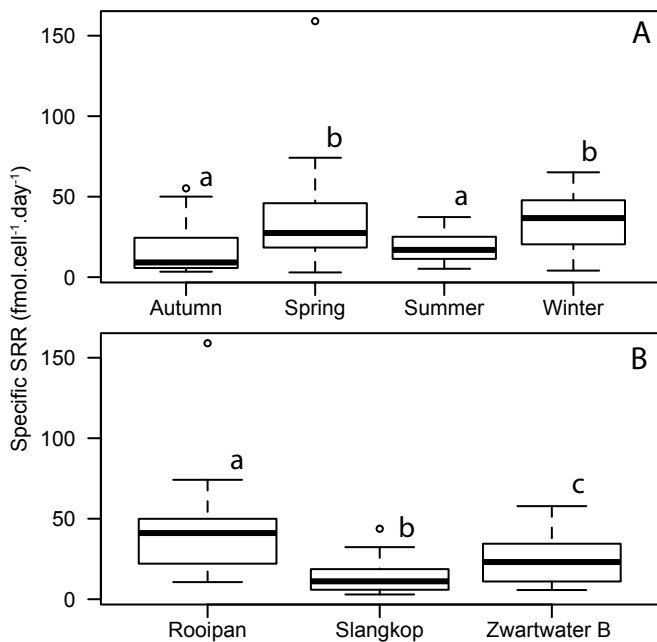 Specific SRR (fmol.cell⁻¹.day⁻¹)
A
150
100
50
0
a
b
a
b
Autumn
Spring
Summer
Winter
B
150
100
50
0
a
b
c
Rooipan
Slangkop
Zwartwater B